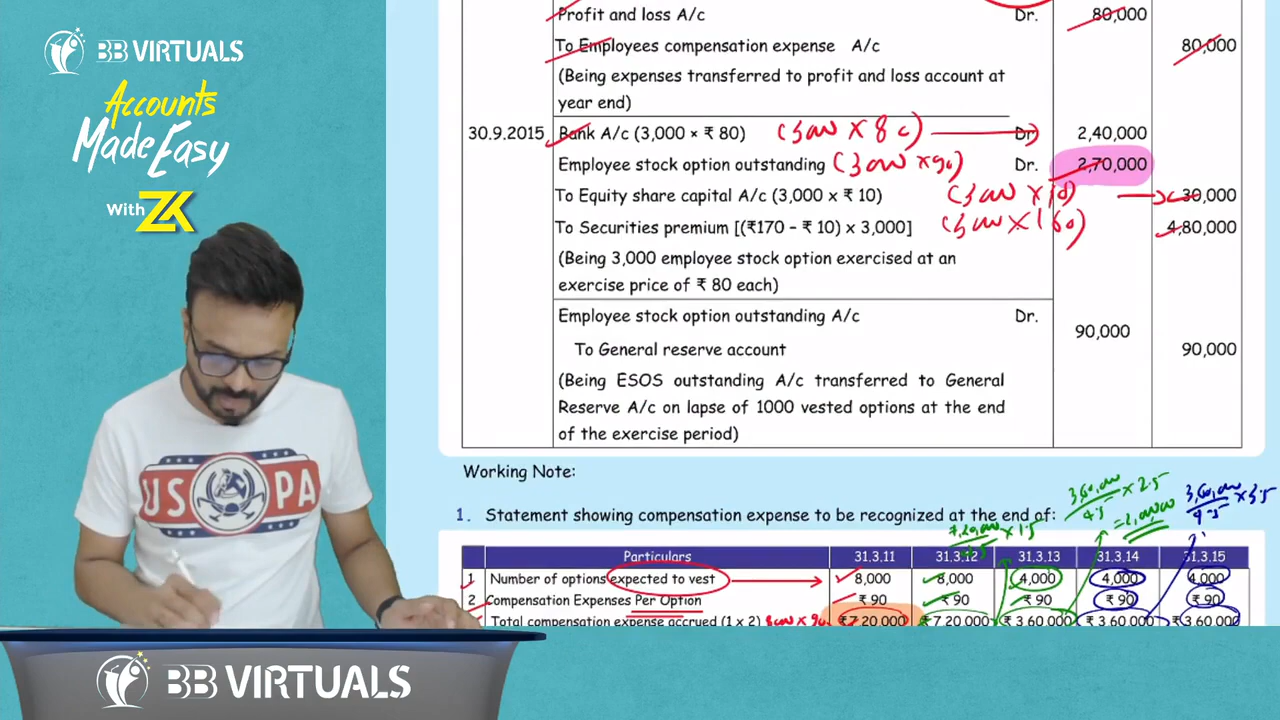 BB VIRTUALS
Accounts
Made Easy
With ZK
Profit and loss A/c Dr. 80,000
To Employees compensation expense A/c 80,000
(Being expenses transferred to profit and loss account at
year end)
30.9.2015 Bank A/c (3,000 × ₹ 80) Dr. 2,40,000
Employee stock option outstanding Dr. 2,70,000
To Equity share capital A/c (3,000 × ₹ 10) 30,000
To Securities premium [(₹170 – ₹ 10) x 3,000] 4,80,000
(Being 3,000 employee stock option exercised at an
exercise price of ₹ 80 each)
Employee stock option outstanding A/c Dr. 90,000
To General reserve account 90,000
(Being ESOS outstanding A/c transferred to General
Reserve A/c on lapse of 1000 vested options at the end
of the exercise period)
Working Note:
1. Statement showing compensation expense to be recognized at the end of:
Particulars 31.3.11 31.3.12 31.3.13 31.3.14 31.3.15
1 Number of options expected to vest 8,000 8,000 4,000 4,000 4,000
2 Compensation Expenses Per Option ₹ 90 ₹ 90 ₹ 90 ₹ 90 ₹ 90
Total compensation expense accrued (1 x 2) ₹ 7 20 000 ₹ 7 20 000 ₹ 3 60 000 ₹ 3 60 000 ₹ 3 60 000
US PA
BB VIRTUALS